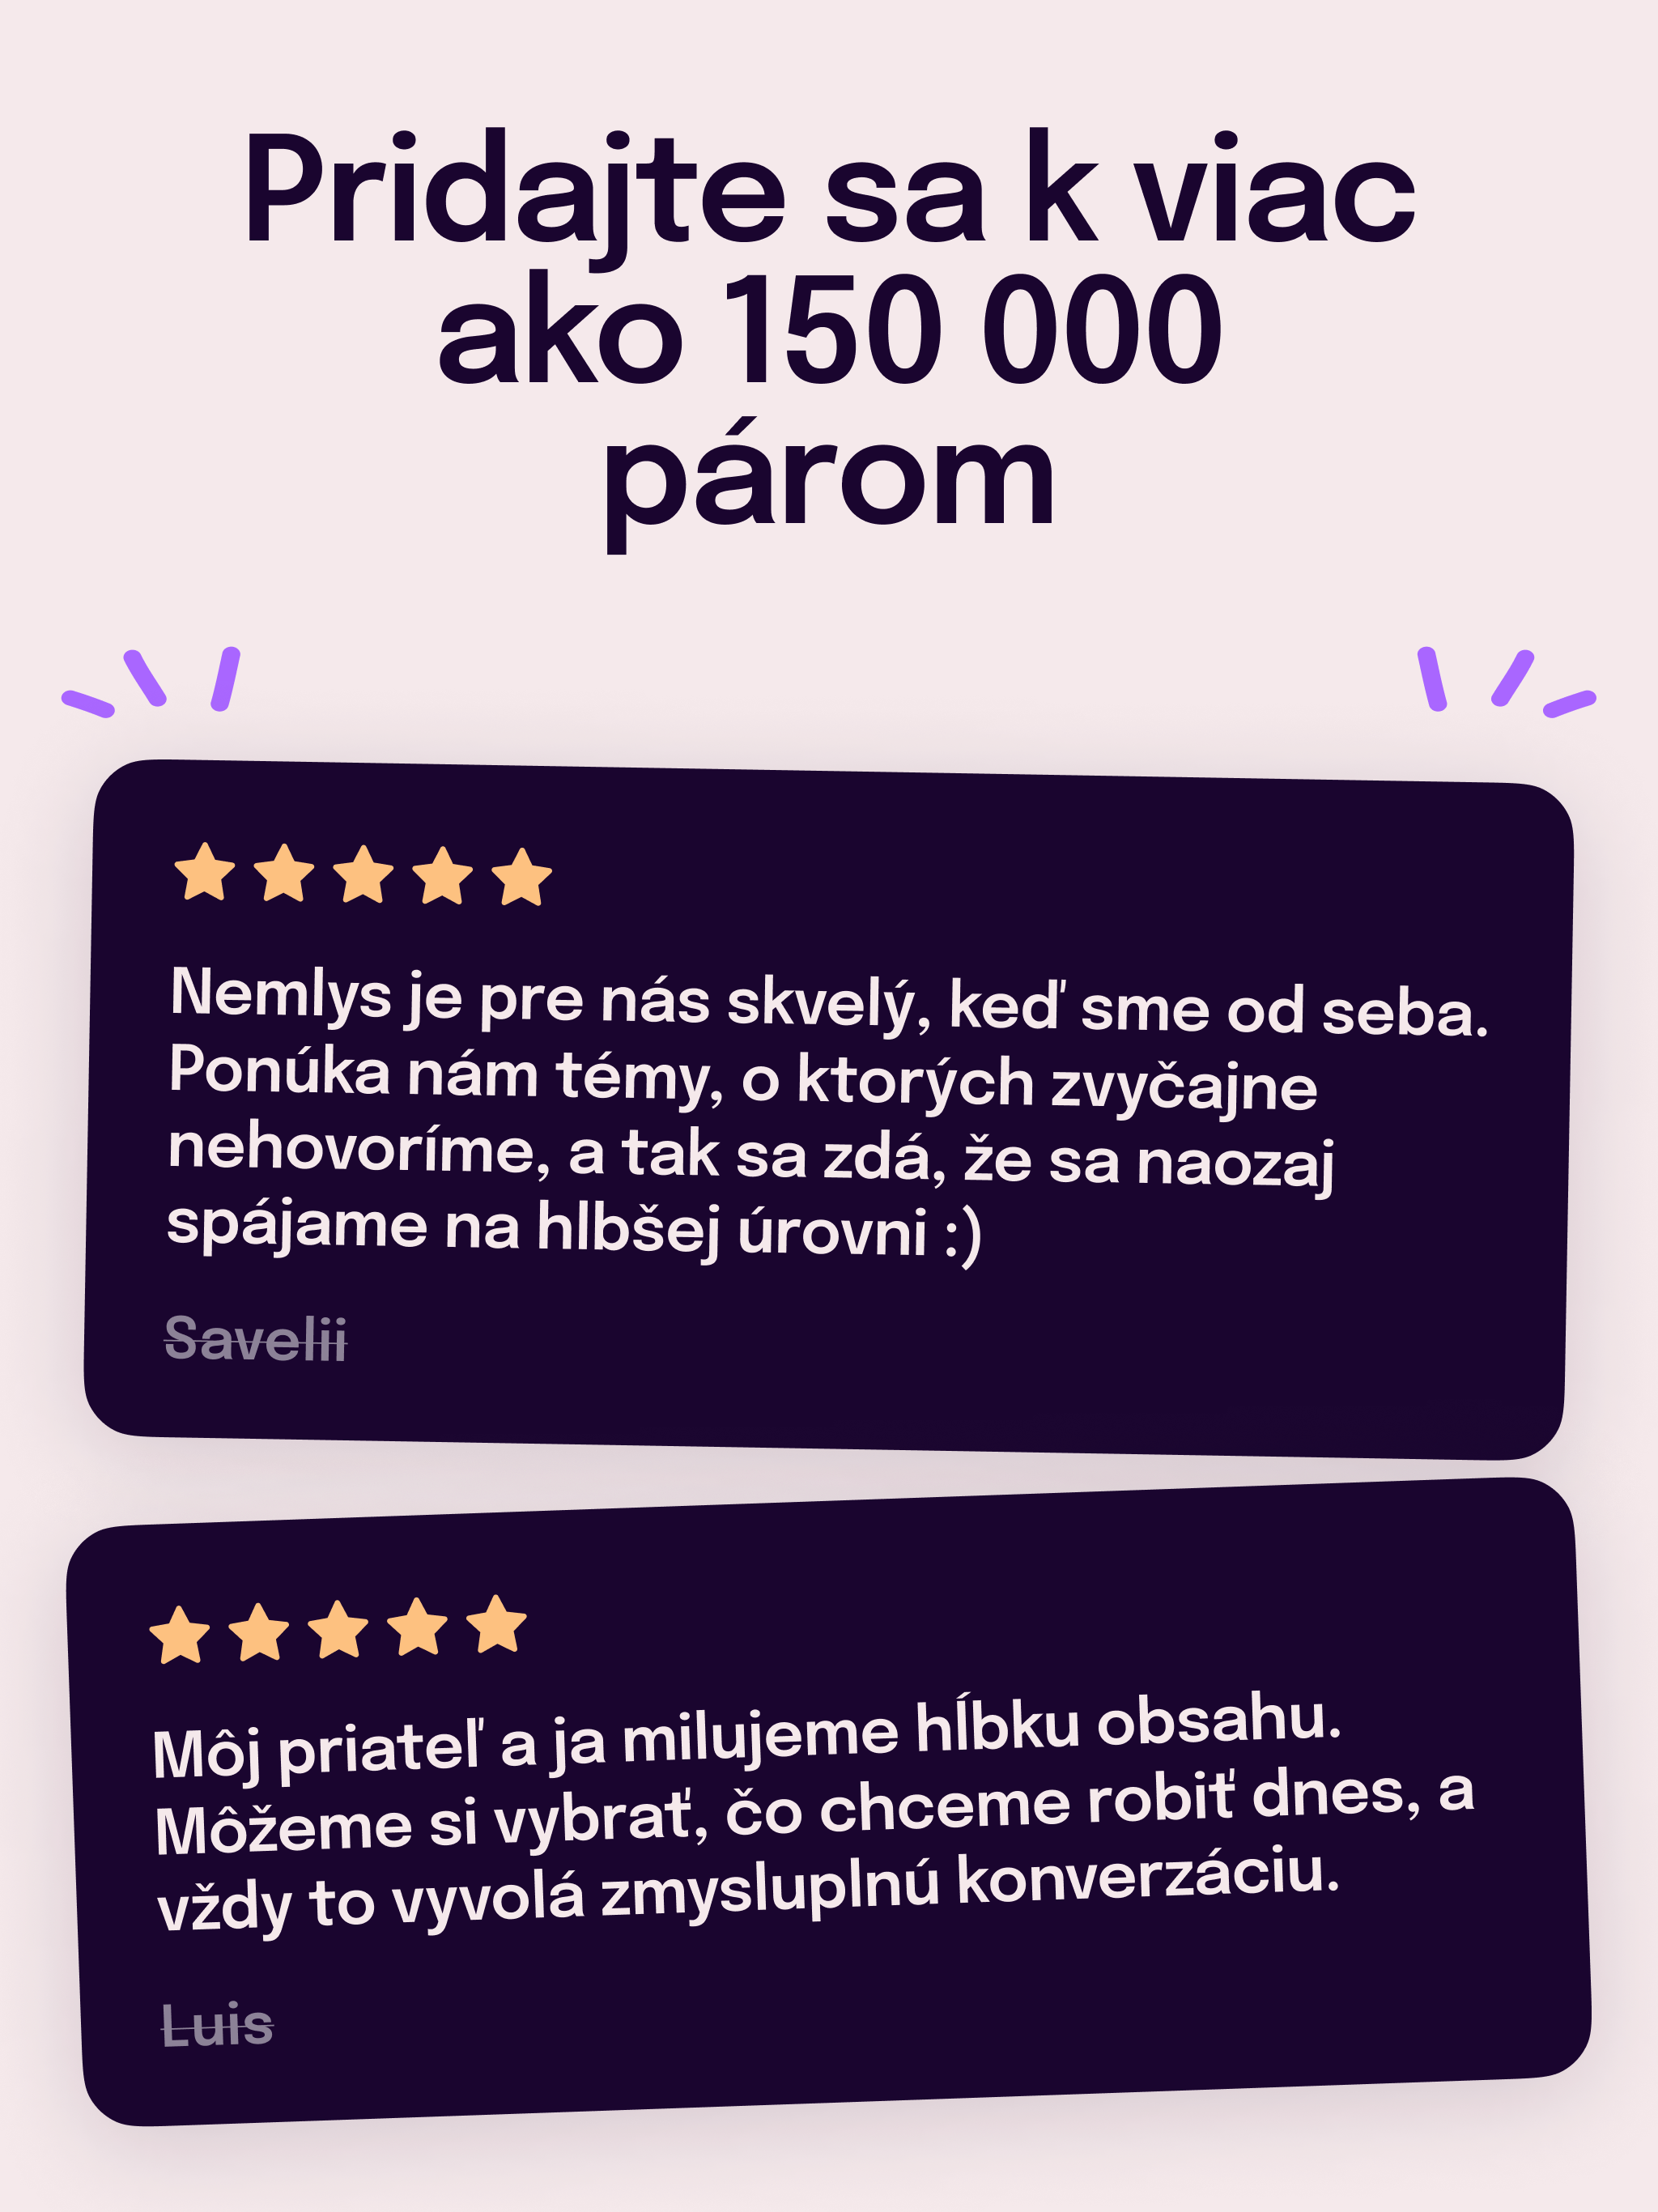 Pridajte sa k viac
ako 150 000
párom
Nemlys je pre nás skvelý, keď sme od seba.
Ponúka nám témy, o ktorých zvyčajne
nehovoríme, a tak sa zdá, že sa naozaj
spájame na hlbšej úrovni :)
Savelii
Môj priateľ a ja milujeme hĺbku obsahu.
Môžeme si vybrať, čo chceme robiť dnes, a
vždy to vyvolá zmysluplnú konverzáciu.
Luis